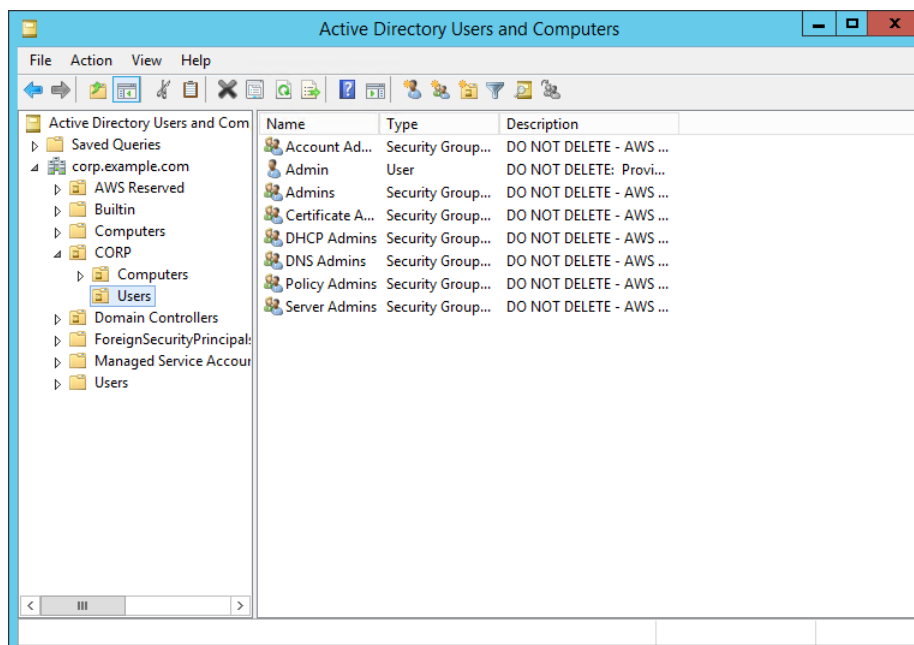 Active Directory Users and Computers
File Action View Help
Active Directory Users and Com
Saved Queries
corp.example.com
AWS Reserved
Builtin
Computers
CORP
Computers
Users
Domain Controllers
ForeignSecurityPrincipals
Managed Service Accour
Users
Name Type Description
Account Ad... Security Group... DO NOT DELETE - AWS ...
Admin User DO NOT DELETE: Provi...
Admins Security Group... DO NOT DELETE - AWS ...
Certificate A... Security Group... DO NOT DELETE - AWS ...
DHCP Admins Security Group... DO NOT DELETE - AWS ...
DNS Admins Security Group... DO NOT DELETE - AWS ...
Policy Admins Security Group... DO NOT DELETE - AWS ...
Server Admins Security Group... DO NOT DELETE - AWS ...